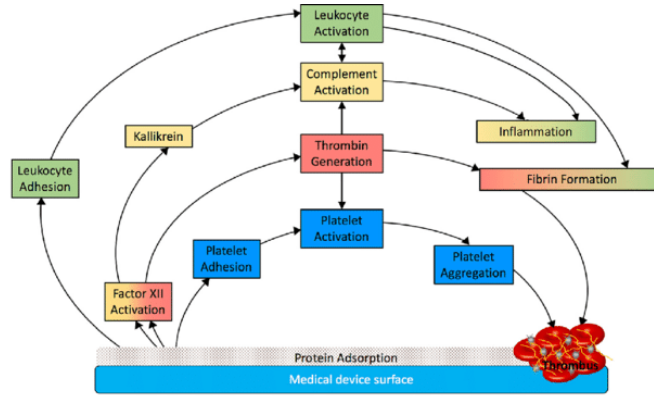 Leukocyte
Activation
Complement
Activation
Kallikrein
Inflammation
Thrombin
Generation
Leukocyte
Adhesion
Fibrin Formation
Platelet
Activation
Platelet
Adhesion
Platelet
Aggregation
Factor XII
Activation
Protein Adsorption
Thrombus
Medical device surface